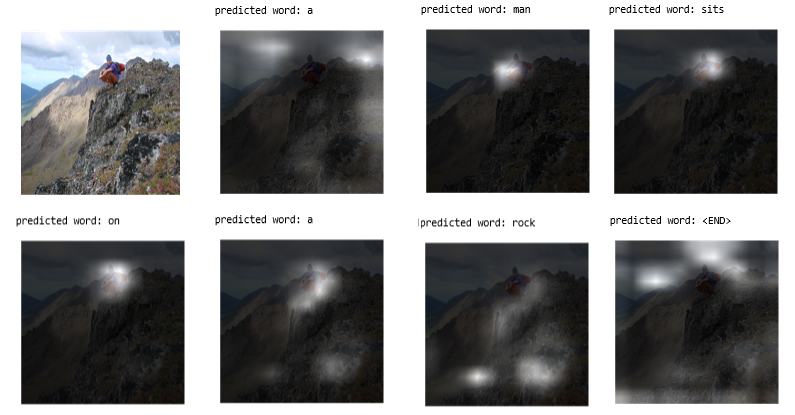 predicted word: a
predicted word: man
predicted word: sits
predicted word: on
predicted word: a
predicted word: rock
predicted word: <END>